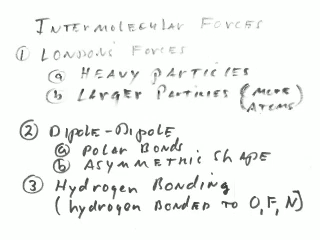 Intermolecular Forces
① London's Forces
ⓐ Heavy Particles
ⓑ Larger Particles (More Atoms)
② Dipole-Dipole
ⓐ Polar Bonds
ⓑ Asymmetric Shape
③ Hydrogen Bonding
(hydrogen bonded to O, F, N)